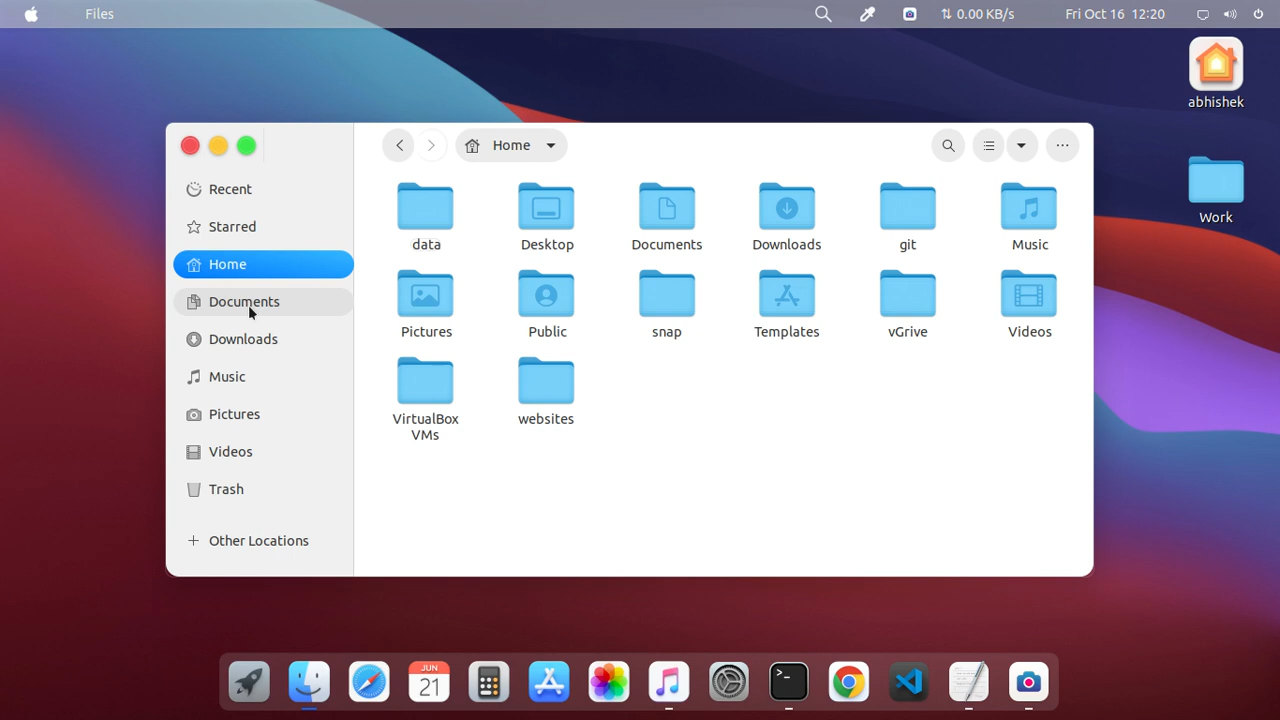 Files
0.00 KB/s
Fri Oct 16 12:20
abhishek
Work
Home
Recent
Starred
Home
Documents
Downloads
Music
Pictures
Videos
Trash
Other Locations
data
Desktop
Documents
Downloads
git
Music
Pictures
Public
snap
Templates
vGrive
Videos
VirtualBox
VMs
websites
JUN
21
>_